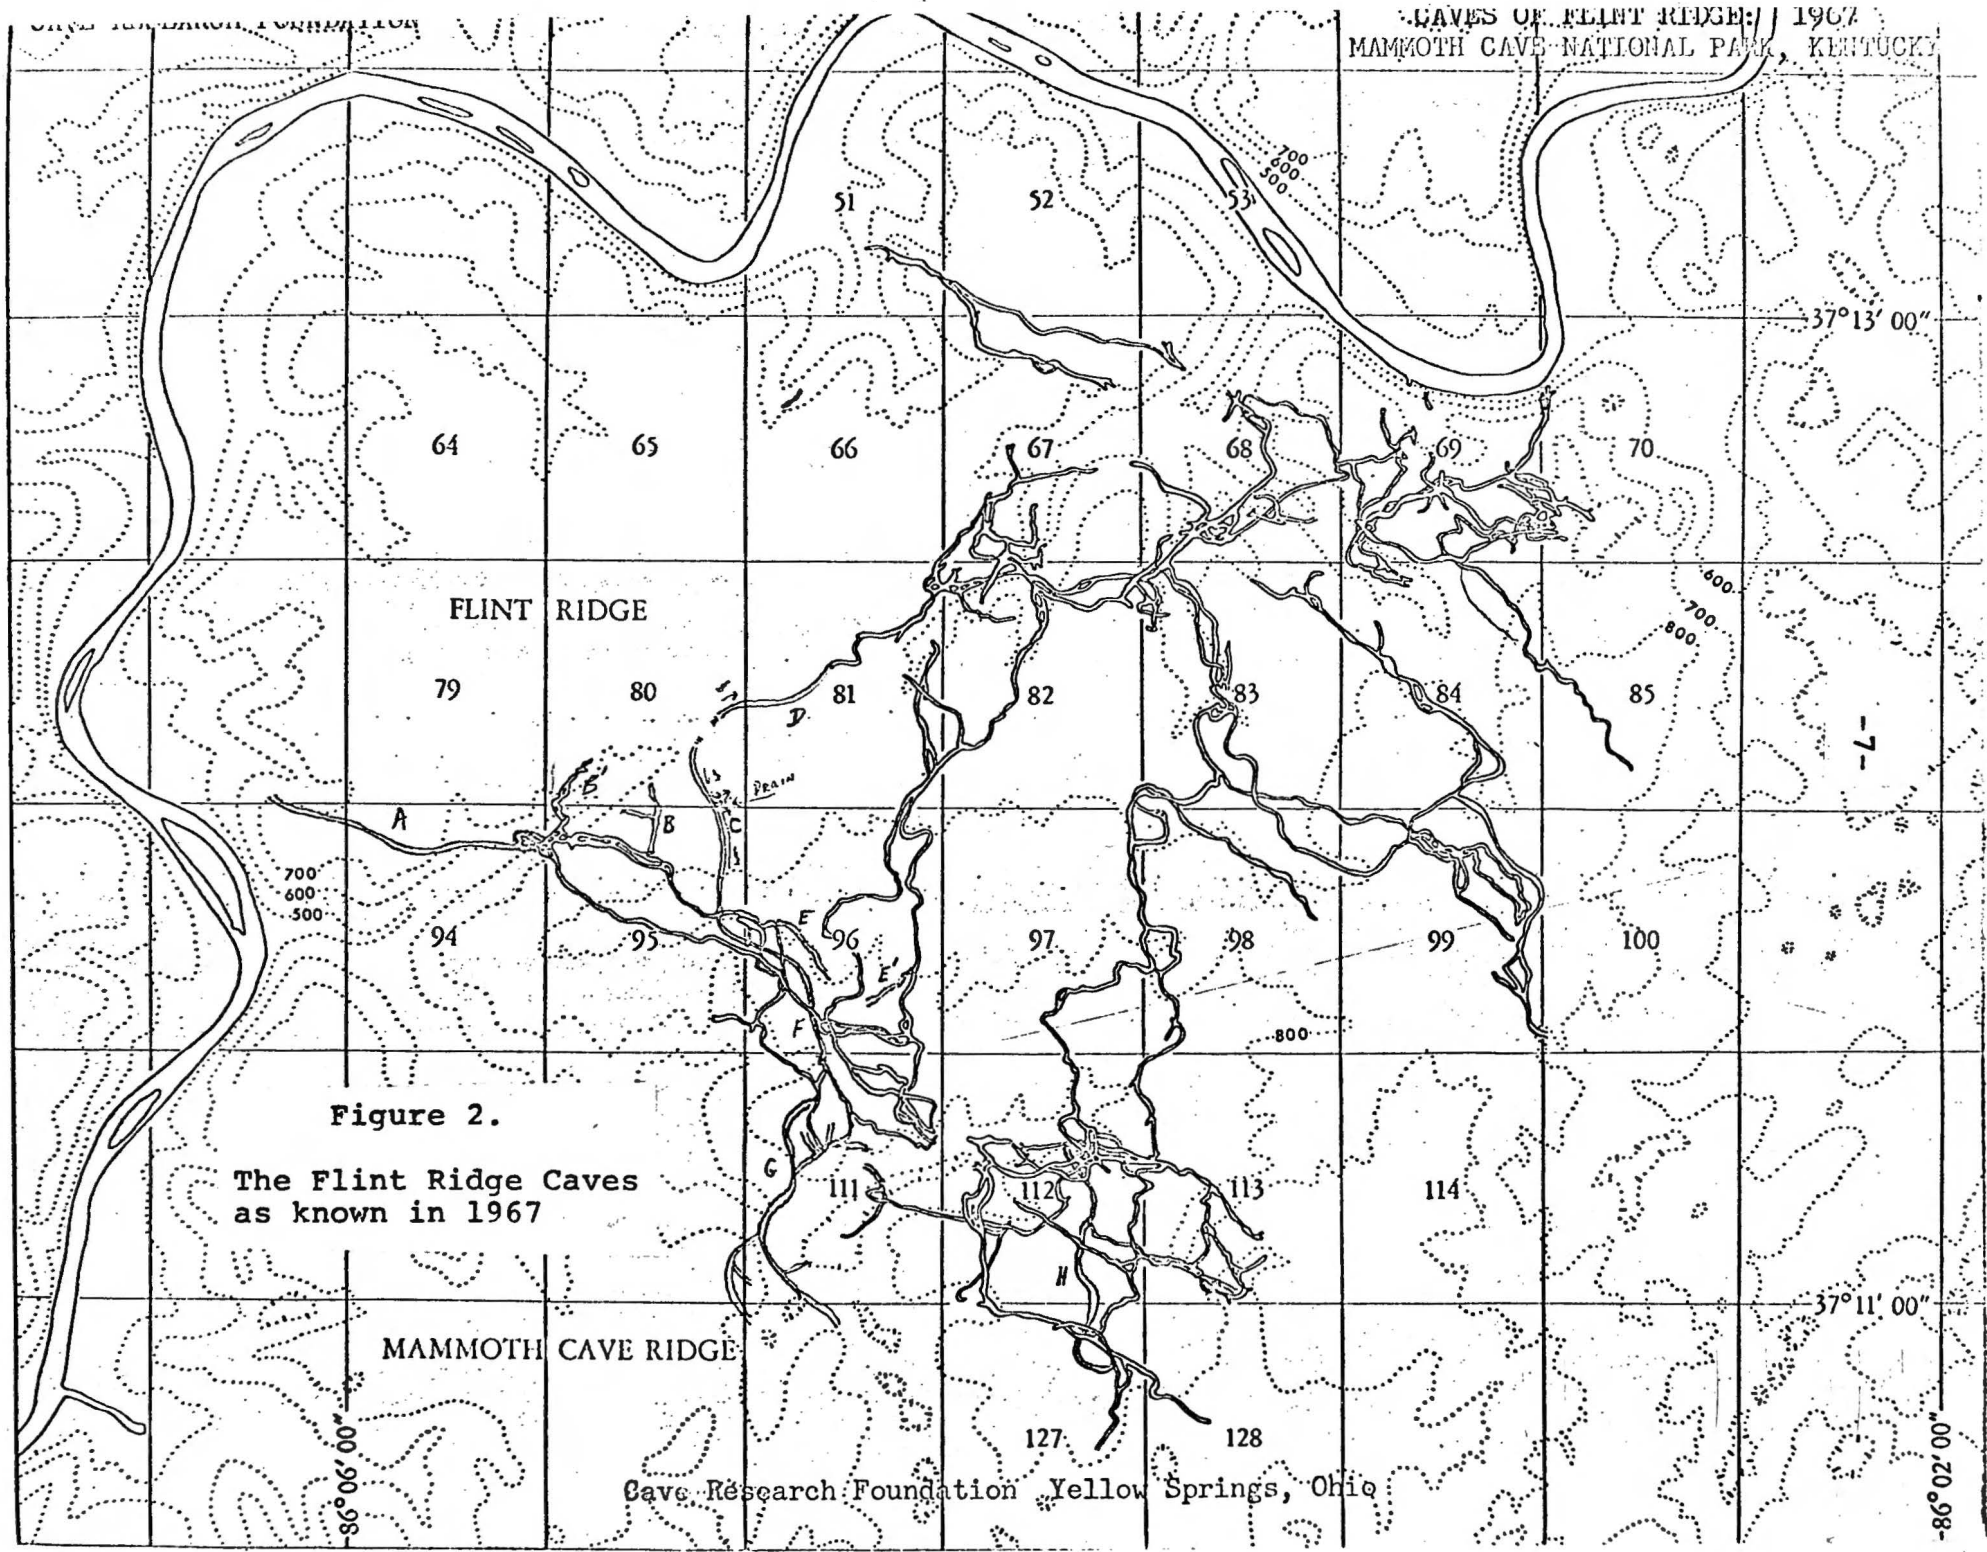 CAVE RESEARCH FOUNDATION
CAVES OF FLINT RIDGE: 1967
MAMMOTH CAVE NATIONAL PARK, KENTUCKY
700
600
500
51
52
53
37°13' 00"
64
65
66
67
68
69
70
600
700
800
FLINT RIDGE
79
80
81
82
83
84
85
D
-7-
B'
DRAIN
A
B
C
700
600
500
94
95
E
96
97
98
99
100
E'
F
800
Figure 2.
The Flint Ridge Caves
as known in 1967
G
111
112
113
114
H
37°11' 00"
MAMMOTH CAVE RIDGE
127
128
86°06' 00"
86°02' 00"
Cave Research Foundation Yellow Springs, Ohio